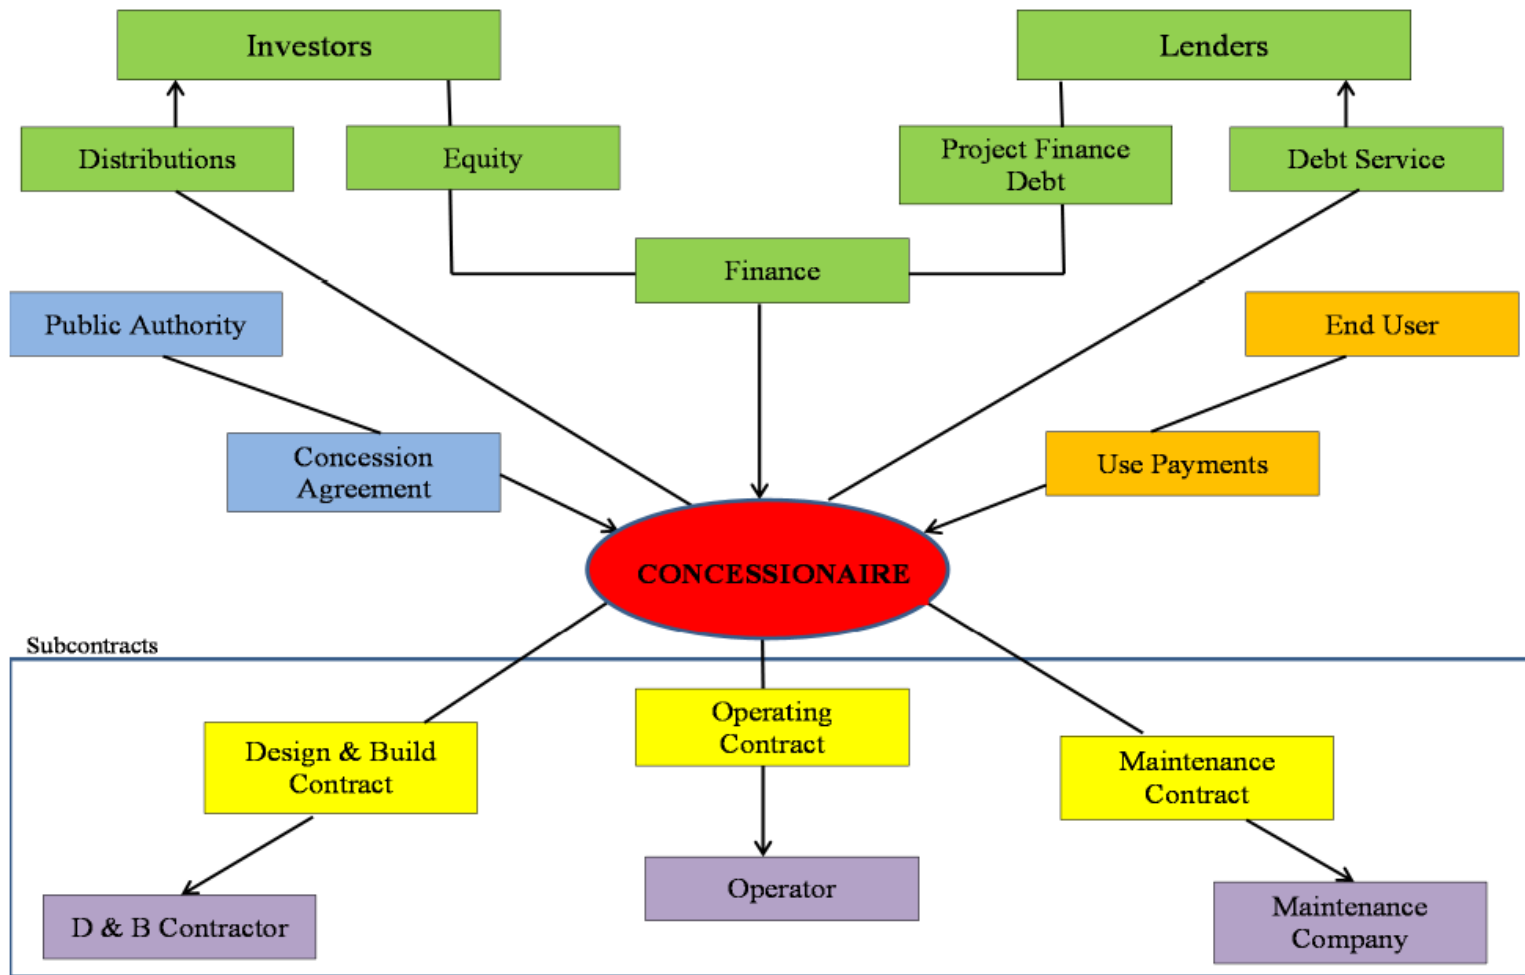 Investors
Lenders
Distributions
Equity
Project Finance
Debt
Debt Service
Finance
Public Authority
End User
Concession
Agreement
Use Payments
CONCESSIONAIRE
Subcontracts
Design & Build
Contract
Operating
Contract
Maintenance
Contract
D & B Contractor
Operator
Maintenance
Company